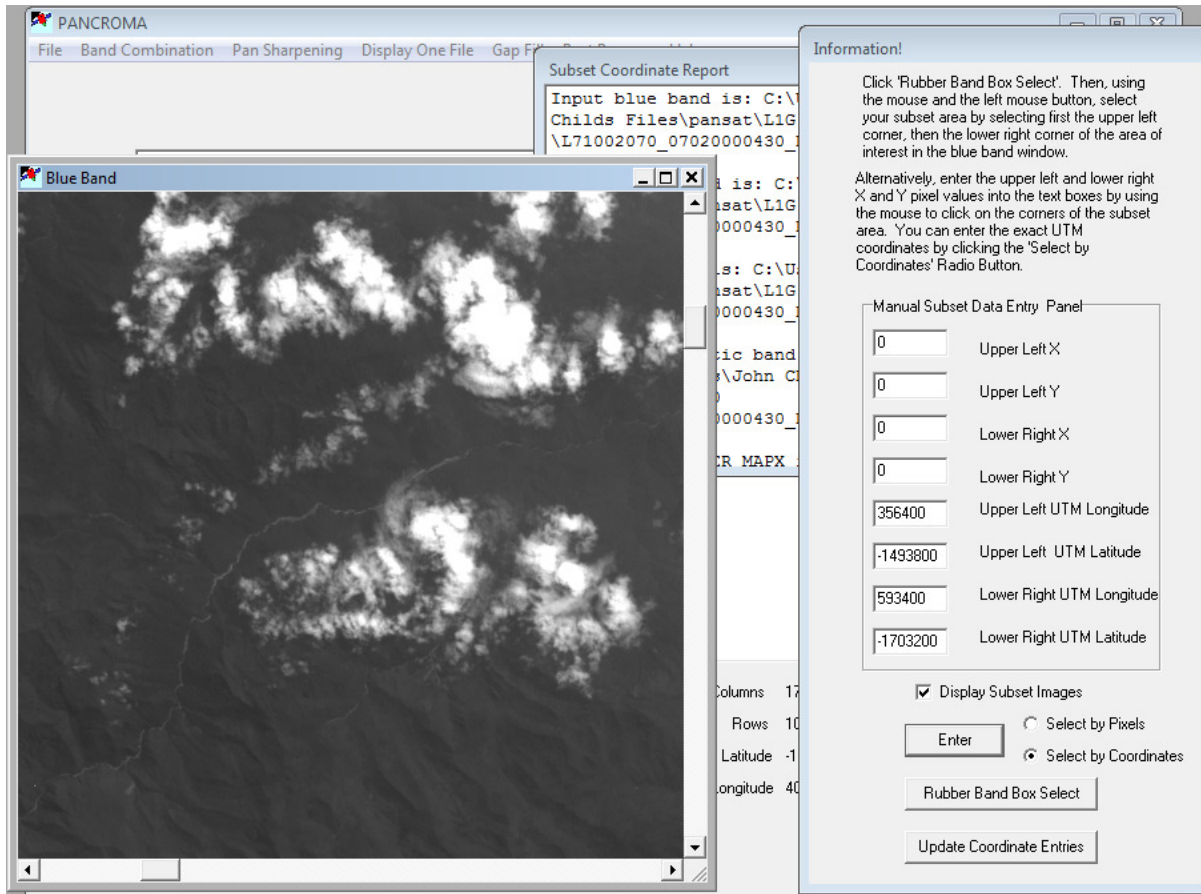 PANCROMA
File Band Combination Pan Sharpening Display One File Gap
Subset Coordinate Report
Input blue band is: C:\
Childs Files\pansat\L1G
\L71002070_07020000430_
is: C:
nsat\L1G
0000430_
is: C:\U
pansat\L1G
0000430_
tic band
s\John C
0000430_
CR MAPX
Blue Band
Columns 17
Rows 10
Latitude -1
ongitude 40
Information!
Click 'Rubber Band Box Select'. Then, using
the mouse and the left mouse button, select
your subset area by selecting first the upper left
corner, then the lower right corner of the area of
interest in the blue band window.
Alternatively, enter the upper left and lower right
X and Y pixel values into the text boxes by using
the mouse to click on the corners of the subset
area. You can enter the exact UTM
coordinates by clicking the 'Select by
Coordinates' Radio Button.
Manual Subset Data Entry Panel
0 Upper Left X
0 Upper Left Y
0 Lower Right X
0 Lower Right Y
356400 Upper Left UTM Longitude
-1493800 Upper Left UTM Latitude
593400 Lower Right UTM Longitude
-1703200 Lower Right UTM Latitude
Display Subset Images
Enter
Select by Pixels
Select by Coordinates
Rubber Band Box Select
Update Coordinate Entries